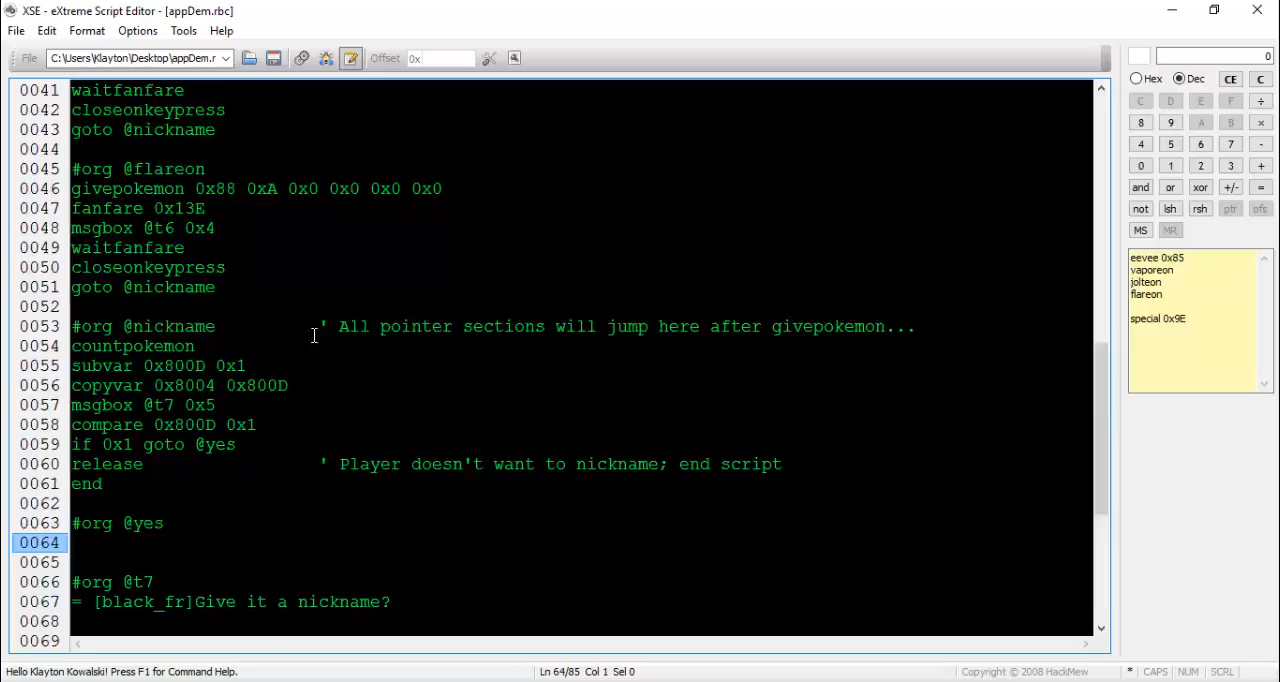 XSE - eXtreme Script Editor - [appDem.rbc]
File Edit Format Options Tools Help
File C:\Users\Klayton\Desktop\appDem.r Offset 0x
0
Hex Dec CE C
C D E F ÷
8 9 A B ×
4 5 6 7 -
0 1 2 3 +
and or xor +/- =
not lsh rsh ptr ofs
MS MR
eevee 0x85
vaporeon
jolteon
flareon
special 0x9E
0041 waitfanfare
0042 closeonkeypress
0043 goto @nickname
0044
0045 #org @flareon
0046 givepokemon 0x88 0xA 0x0 0x0 0x0 0x0
0047 fanfare 0x13E
0048 msgbox @t6 0x4
0049 waitfanfare
0050 closeonkeypress
0051 goto @nickname
0052
0053 #org @nickname ' All pointer sections will jump here after givepokemon...
0054 countpokemon
0055 subvar 0x800D 0x1
0056 copyvar 0x8004 0x800D
0057 msgbox @t7 0x5
0058 compare 0x800D 0x1
0059 if 0x1 goto @yes
0060 release ' Player doesn't want to nickname; end script
0061 end
0062
0063 #org @yes
0064
0065
0066 #org @t7
0067 = [black_fr]Give it a nickname?
0068
0069
Hello Klayton Kowalski! Press F1 for Command Help. Ln 64/85 Col 1 Sel 0 Copyright © 2008 HackMew * CAPS NUM SCRL